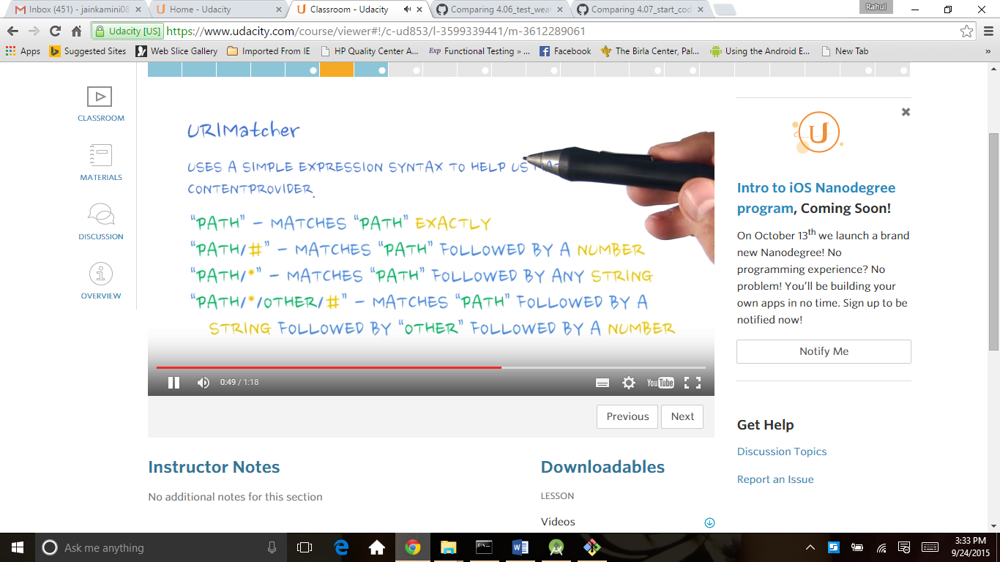 Inbox (451) - jainkamini08
Home - Udacity
Classroom - Udacity
Comparing 4.06_test_weat
Comparing 4.07_start_cod
Rahul
Udacity [US]
https://www.udacity.com/course/viewer#!/c-ud853/l-3599339441/m-3612289061
Apps
Suggested Sites
Web Slice Gallery
Imported From IE
HP Quality Center A...
Exp Functional Testing » ...
Facebook
The Birla Center, Pal...
Using the Android E...
New Tab
»
CLASSROOM
MATERIALS
DISCUSSION
OVERVIEW
URIMatcher
USES A SIMPLE EXPRESSION SYNTAX TO HELP US
CONTENTPROVIDER.
"PATH" – MATCHES "PATH" EXACTLY
"PATH/#" – MATCHES "PATH" FOLLOWED BY A NUMBER
"PATH/*" – MATCHES "PATH" FOLLOWED BY ANY STRING
"PATH/*/OTHER/#" – MATCHES "PATH" FOLLOWED BY A
STRING FOLLOWED BY "OTHER" FOLLOWED BY A NUMBER
0:49 / 1:18
YouTube
Previous
Next
Instructor Notes
No additional notes for this section
Downloadables
LESSON
Videos
U
Intro to iOS Nanodegree
program, Coming Soon!
On October 13th we launch a brand
new Nanodegree! No
programming experience? No
problem! You'll be building your
own apps in no time. Sign up to be
notified now!
Notify Me
Get Help
Discussion Topics
Report an Issue
Ask me anything
3:33 PM
9/24/2015